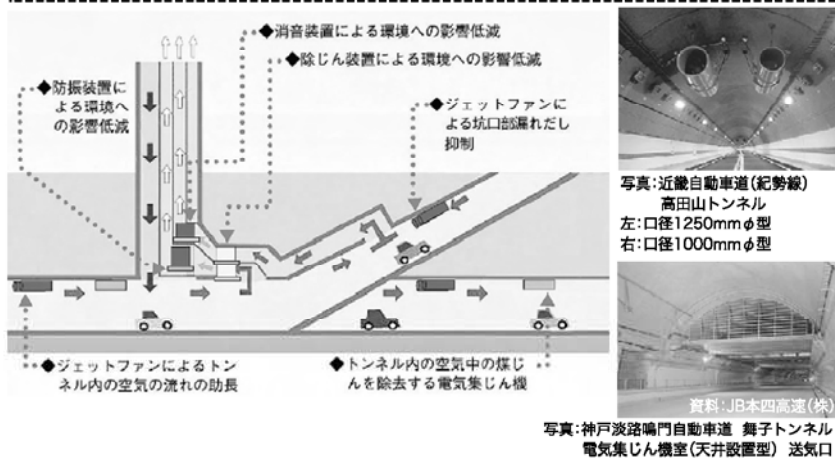 ◆消音装置による環境への影響低減
◆除じん装置による環境への影響低減
◆防振装置に
よる環境へ
の影響低減
◆ジェットファンに
よる坑口部漏れだし
抑制
◆ジェットファンによるトン
ネル内の空気の流れの助長
◆トンネル内の空気中の煤じ
んを除去する電気集じん機
写真:近畿自動車道(紀勢線)
高田山トンネル
左:口径1250mmφ型
右:口径1000mmφ型
資料:JB本四高速(株)
写真:神戸淡路鳴門自動車道 舞子トンネル
電気集じん機室(天井設置型) 送気口